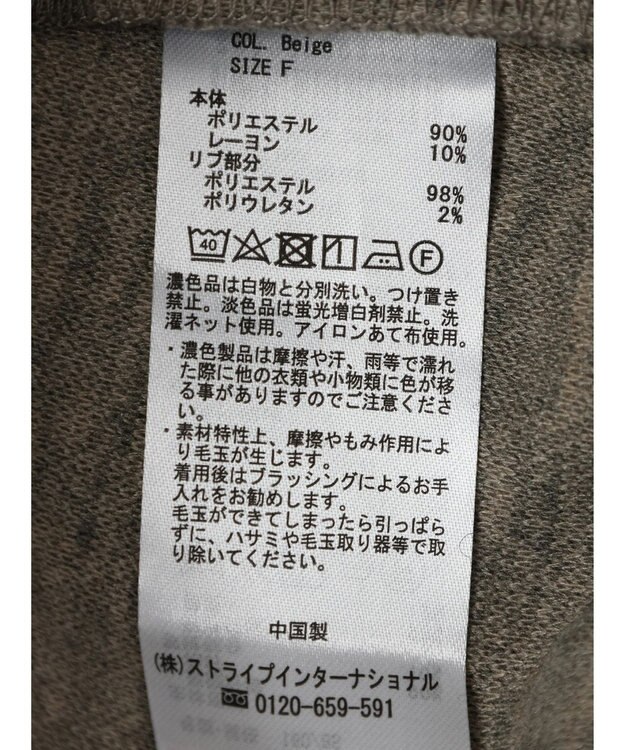 COL. Beige
SIZE F
本体
ポリエステル 90%
レーヨン 10%
リブ部分
ポリエステル 98%
ポリウレタン 2%
40 F
濃色品は白物と分別洗い。つけ置き
禁止。淡色品は蛍光増白剤禁止。洗
濯ネット使用。アイロンあて布使用。
・濃色製品は摩擦や汗、雨等で濡れ
た際に他の衣類や小物類に色が移
る事がありますのでご注意くださ
い。
・素材特性上、摩擦やもみ作用によ
り毛玉が生じます。
着用後はブラッシングによるお手
入れをお勧めします。
毛玉ができてしまったら引っぱら
ずに、ハサミや毛玉取り器等で取
り除いてください。
中国製
(株)ストライプインターナショナル
0120-659-591